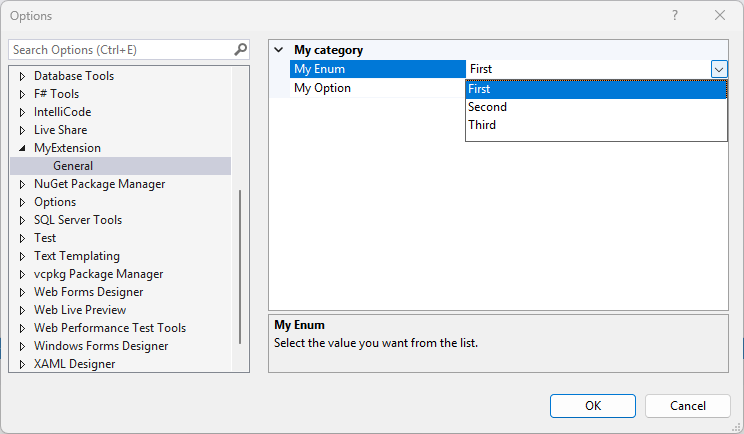 Options
Search Options (Ctrl+E)
Database Tools
F# Tools
IntelliCode
Live Share
MyExtension
General
NuGet Package Manager
Options
SQL Server Tools
Test
Text Templating
vcpkg Package Manager
Web Forms Designer
Web Live Preview
Web Performance Test Tools
Windows Forms Designer
XAML Designer
My category
My Enum First
My Option
First
Second
Third
My Enum
Select the value you want from the list.
OK Cancel